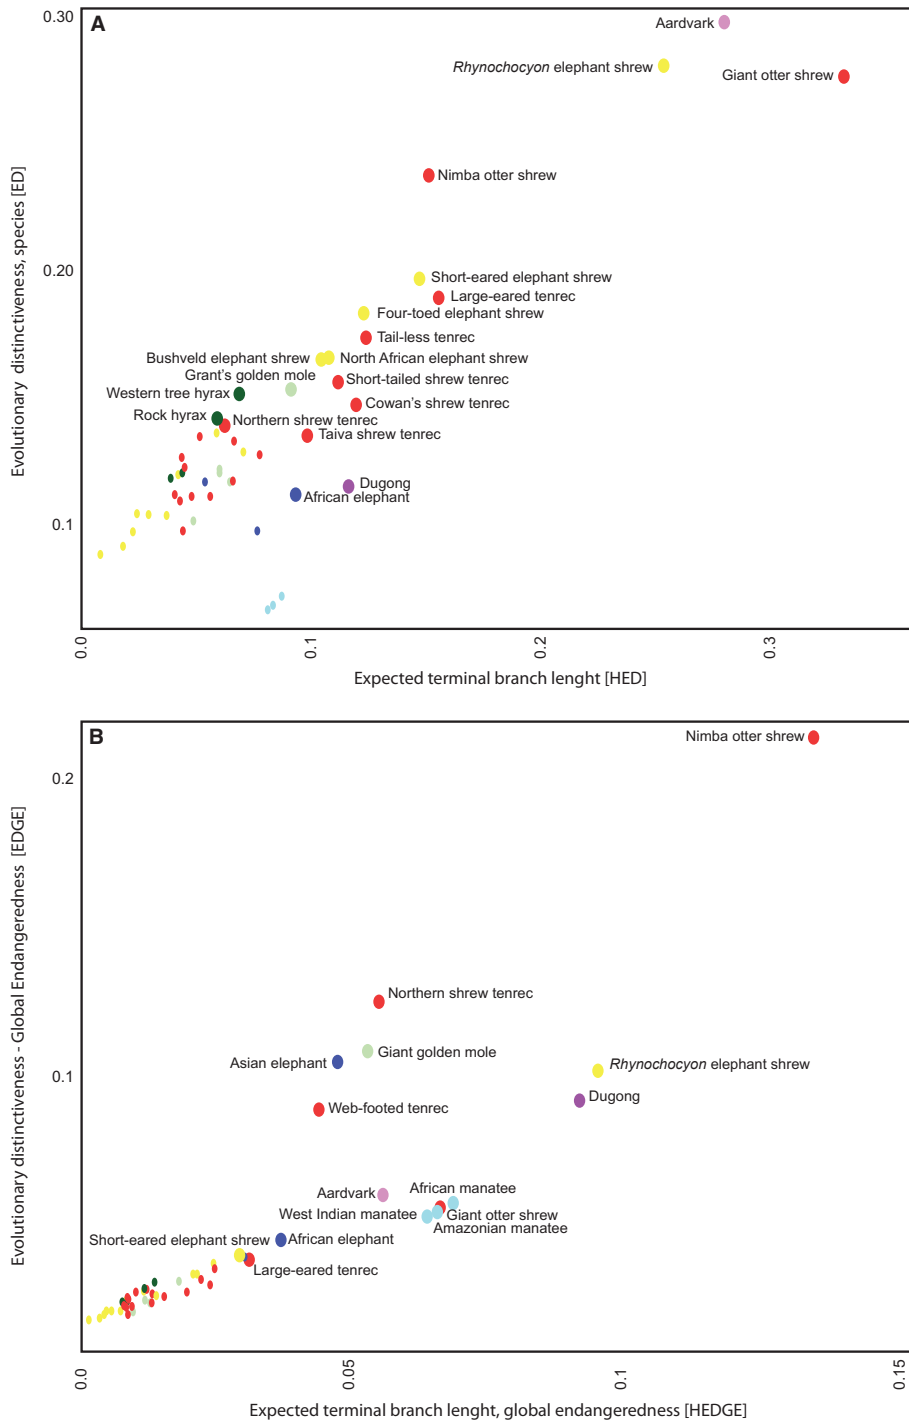 A
0.30
Aardvark
Rhynochocyon elephant shrew
Giant otter shrew
Nimba otter shrew
0.20
Short-eared elephant shrew
Large-eared tenrec
Four-toed elephant shrew
Tail-less tenrec
Bushveld elephant shrew
North African elephant shrew
Grant's golden mole
Short-tailed shrew tenrec
Western tree hyrax
Cowan's shrew tenrec
Rock hyrax
Northern shrew tenrec
Taiva shrew tenrec
Dugong
African elephant
0.1
Evolutionary distinctiveness, species [ED]
0.0
0.1
0.2
0.3
Expected terminal branch lenght [HED]
B
Nimba otter shrew
0.2
Northern shrew tenrec
Giant golden mole
Asian elephant
Rhynochocyon elephant shrew
0.1
Dugong
Web-footed tenrec
Aardvark
African manatee
West Indian manatee
Giant otter shrew
Amazonian manatee
Short-eared elephant shrew
African elephant
Large-eared tenrec
Evolutionary distinctiveness - Global Endangeredness [EDGE]
0.0
0.05
0.1
0.15
Expected terminal branch lenght, global endangeredness [HEDGE]